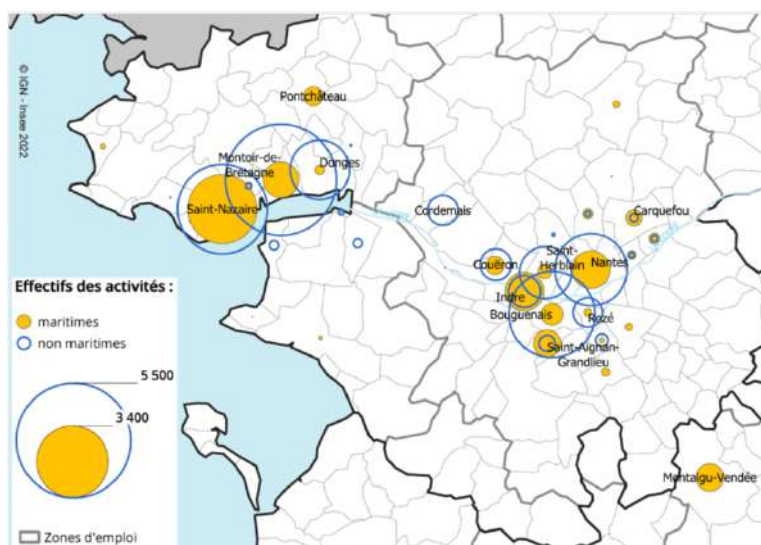 © IGN - Insee 2022
Pontchâteau
Montoir-de-
Bretagne
Donges
Saint-Nazaire
Cordemais
Carquefou
Couëron
Saint-
Herblain
Nantes
Indre
Bouguenais
Rezé
Saint-Aignan-
Grandlieu
Montaigu-Vendée
Effectifs des activités :
maritimes
non maritimes
5 500
3 400
Zones d'emploi